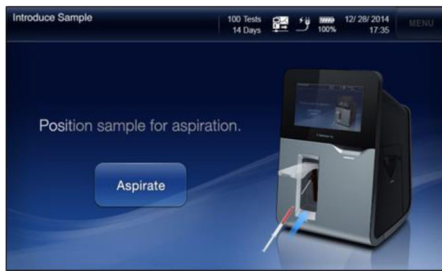 Introduce Sample
100 Tests
14 Days
100%
12/ 28/ 2014
17:35
MENU
Position sample for aspiration.
Aspirate